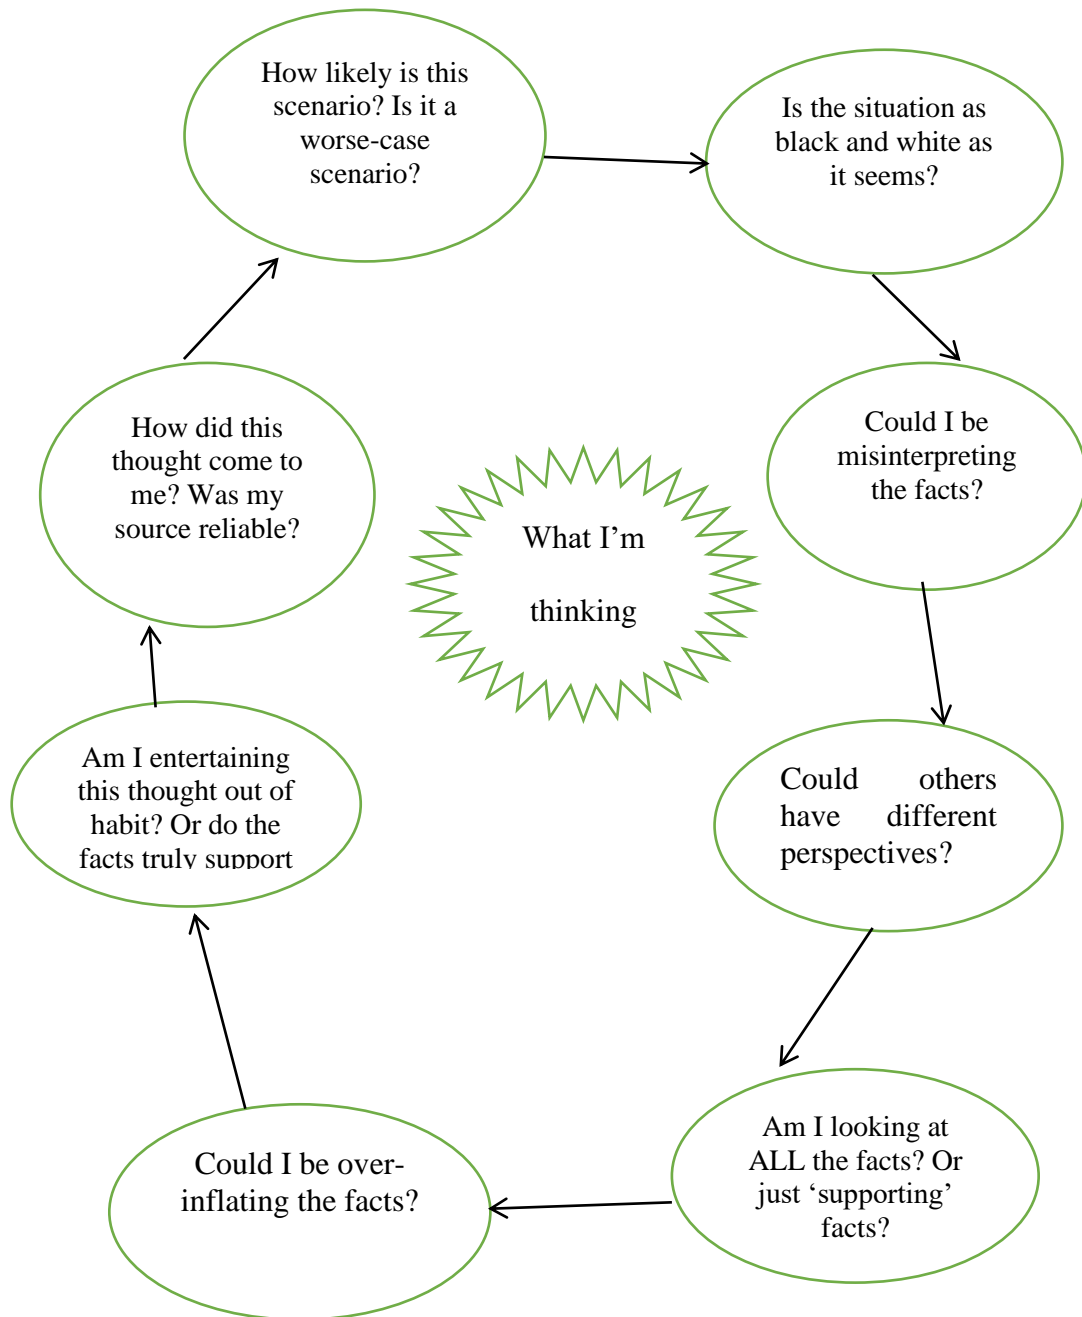 How likely is this
scenario? Is it a
worse-case
scenario?
Is the situation as
black and white as
it seems?
Could I be
misinterpreting
the facts?
Could others
have different
perspectives?
Am I looking at
ALL the facts? Or
just ‘supporting’
facts?
Could I be over-
inflating the facts?
Am I entertaining
this thought out of
habit? Or do the
facts truly support
How did this
thought come to
me? Was my
source reliable?
What I’m
thinking